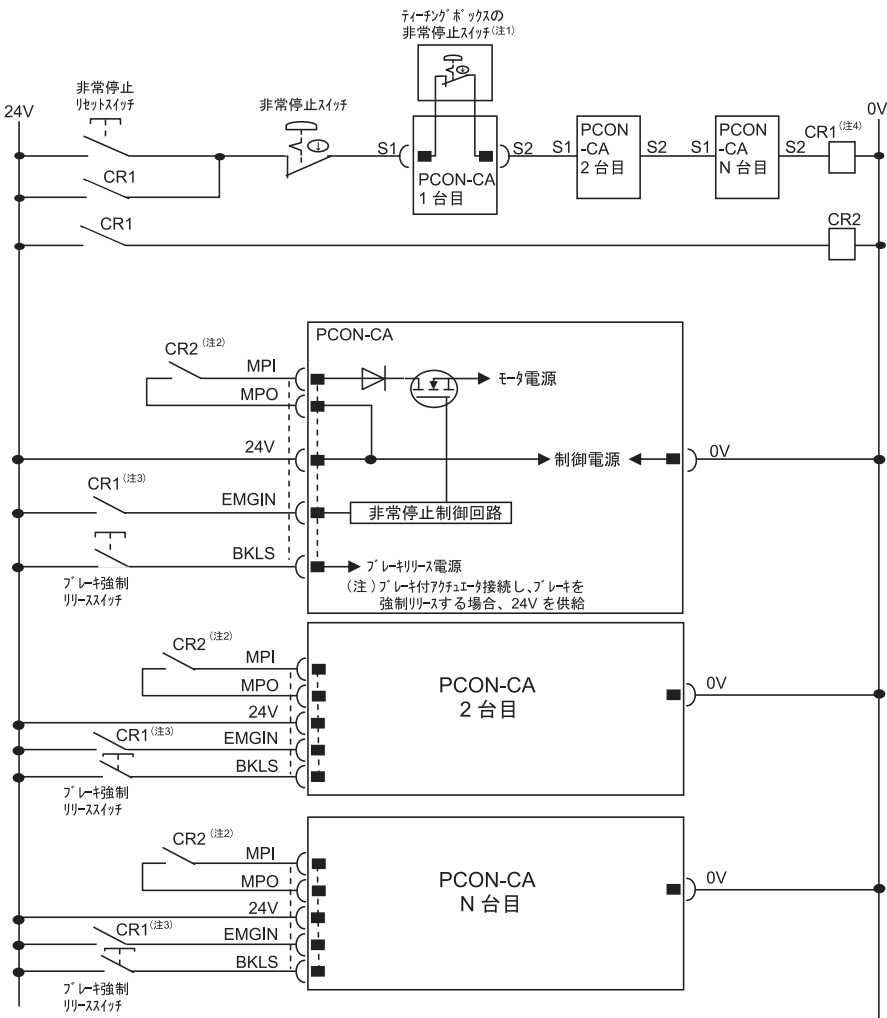 ティーチングボックスの
非常停止スイッチ(注1)
非常停止
リセットスイッチ
非常停止スイッチ
24V
0V
CR1(注4)
S1
S2
S1
S2
S1
S2
PCON-CA
1 台目
PCON
-CA
2 台目
PCON
-CA
N 台目
CR1
CR1
CR2
PCON-CA
CR2(注2)
MPI
MPO
モータ電源
24V
制御電源
0V
CR1(注3)
EMGIN
非常停止制御回路
BKLS
ブレーキ強制
リリーススイッチ
ブレーキリリース電源
(注)ブレーキ付アクチュエータ接続し、ブレーキを
強制リリースする場合、24V を供給
CR2(注2)
MPI
MPO
24V
CR1(注3)
EMGIN
BKLS
ブレーキ強制
リリーススイッチ
PCON-CA
2 台目
0V
CR2(注2)
MPI
MPO
24V
CR1(注3)
EMGIN
BKLS
ブレーキ強制
リリーススイッチ
PCON-CA
N 台目
0V